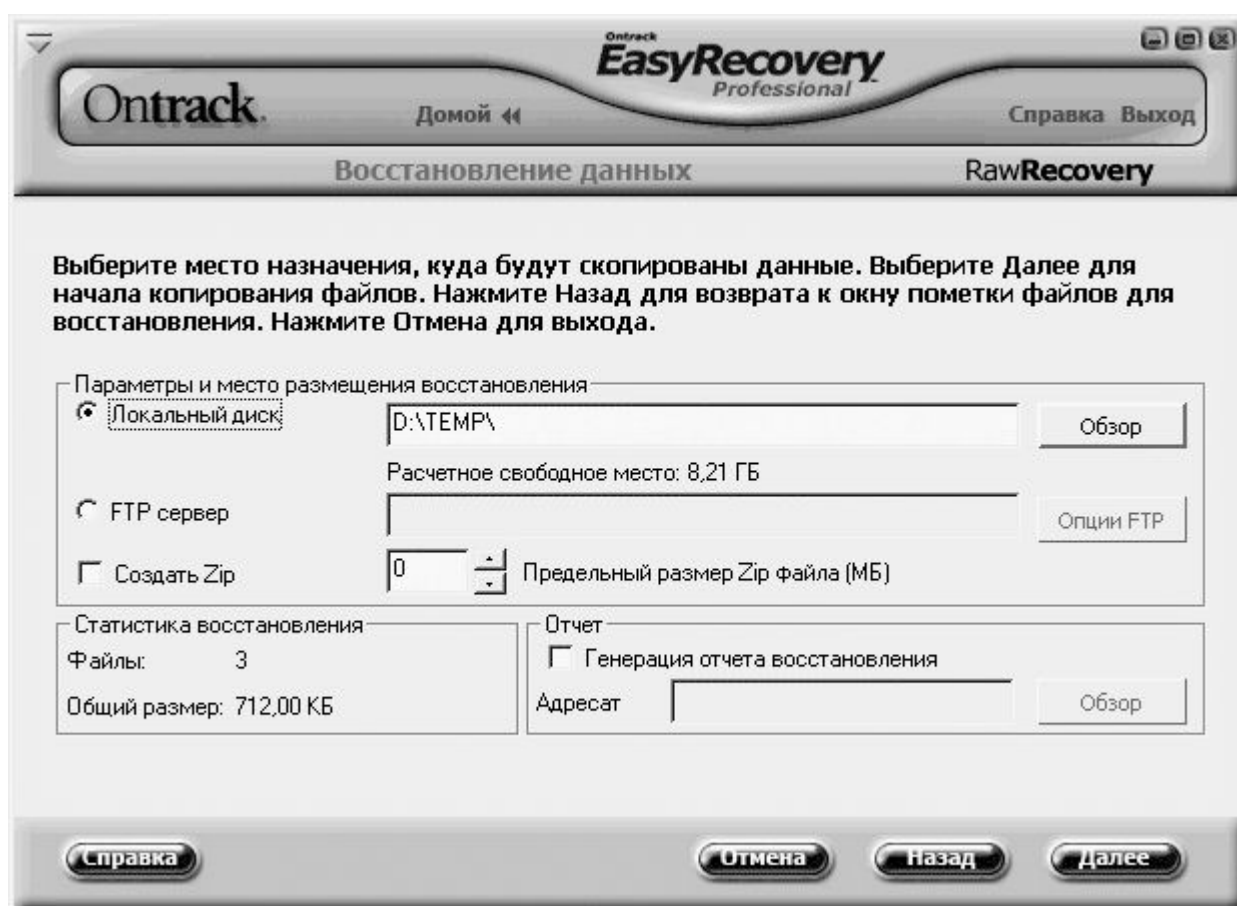 Ontrack
EasyRecovery
Professional
Ontrack.
Домой
Справка Выход
Восстановление данных
RawRecovery
Выберите место назначения, куда будут скопированы данные. Выберите Далее для
начала копирования файлов. Нажмите Назад для возврата к окну пометки файлов для
восстановления. Нажмите Отмена для выхода.
Параметры и место размещения восстановления
Локальный диск D:\TEMP\ Обзор
Расчетное свободное место: 8,21 ГБ
FTP сервер Опции FTP
Создать Zip 0 Предельный размер Zip файла (МБ)
Статистика восстановления
Файлы: 3
Общий размер: 712,00 КБ
Отчет
Генерация отчета восстановления
Адресат Обзор
Справка Отмена Назад Далее